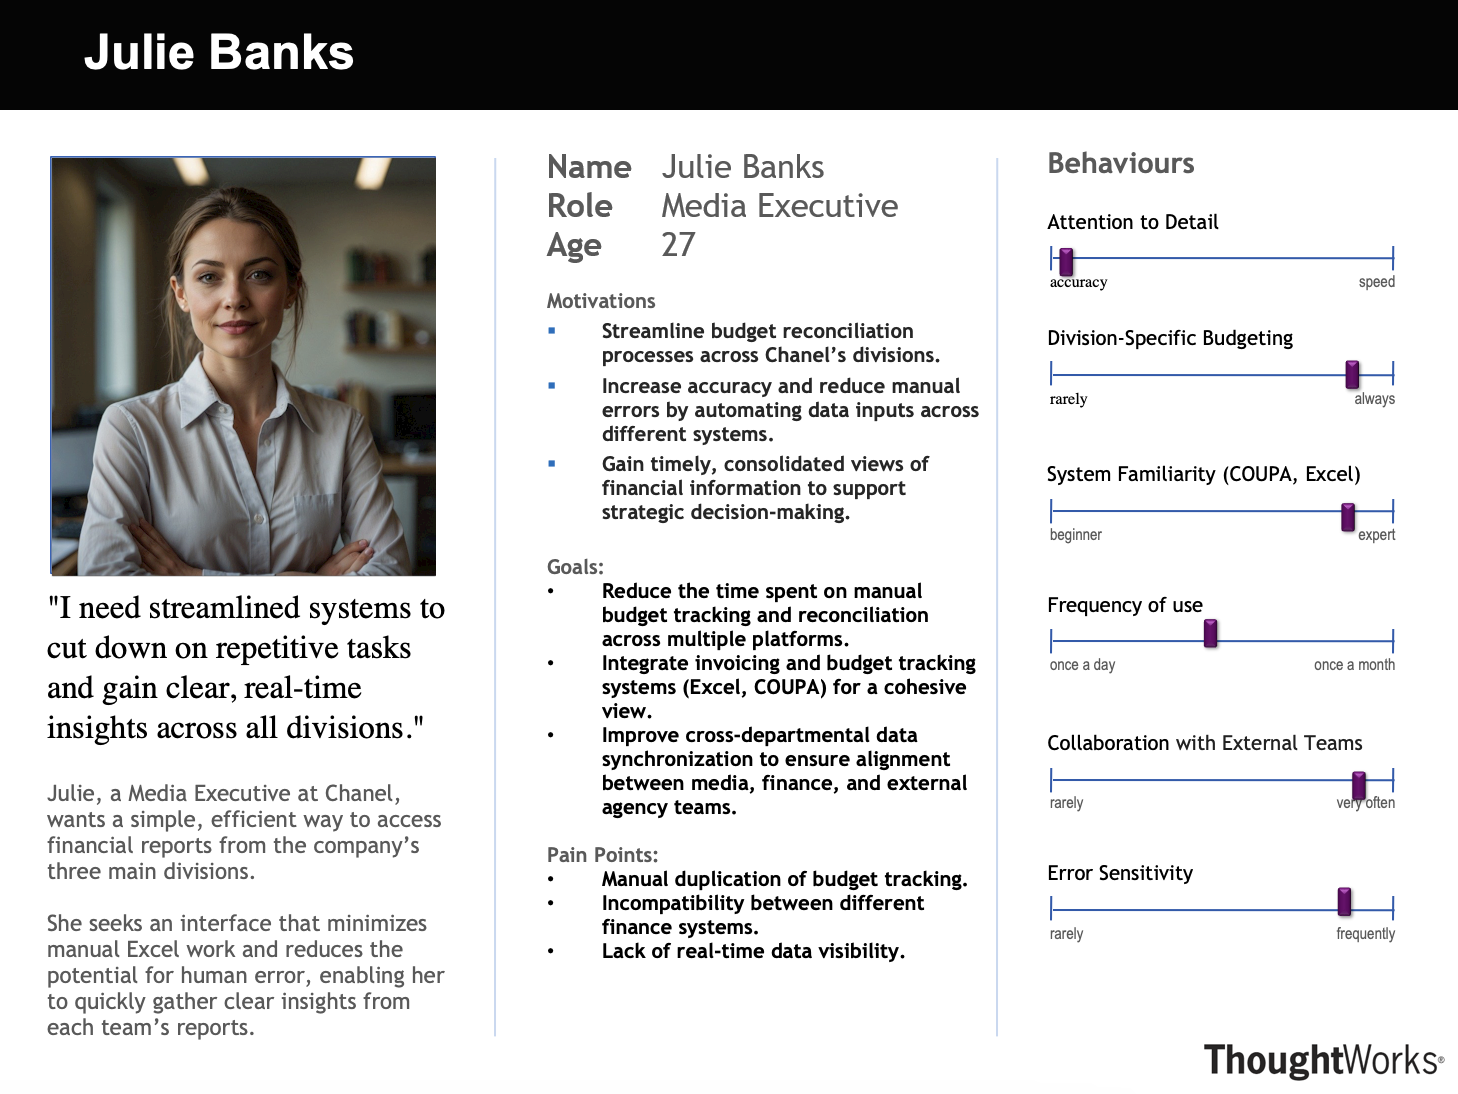 Julie Banks
"I need streamlined systems to
cut down on repetitive tasks
and gain clear, real-time
insights across all divisions."
Julie, a Media Executive at Chanel,
wants a simple, efficient way to access
financial reports from the company’s
three main divisions.
She seeks an interface that minimizes
manual Excel work and reduces the
potential for human error, enabling her
to quickly gather clear insights from
each team’s reports.
Name Julie Banks
Role Media Executive
Age 27
Motivations
▪ Streamline budget reconciliation
processes across Chanel’s divisions.
▪ Increase accuracy and reduce manual
errors by automating data inputs across
different systems.
▪ Gain timely, consolidated views of
financial information to support
strategic decision-making.
Goals:
• Reduce the time spent on manual
budget tracking and reconciliation
across multiple platforms.
• Integrate invoicing and budget tracking
systems (Excel, COUPA) for a cohesive
view.
• Improve cross-departmental data
synchronization to ensure alignment
between media, finance, and external
agency teams.
Pain Points:
• Manual duplication of budget tracking.
• Incompatibility between different
finance systems.
• Lack of real-time data visibility.
Behaviours
Attention to Detail
accuracy speed
Division-Specific Budgeting
rarely always
System Familiarity (COUPA, Excel)
beginner expert
Frequency of use
once a day once a month
Collaboration with External Teams
rarely very often
Error Sensitivity
rarely frequently
ThoughtWorks®